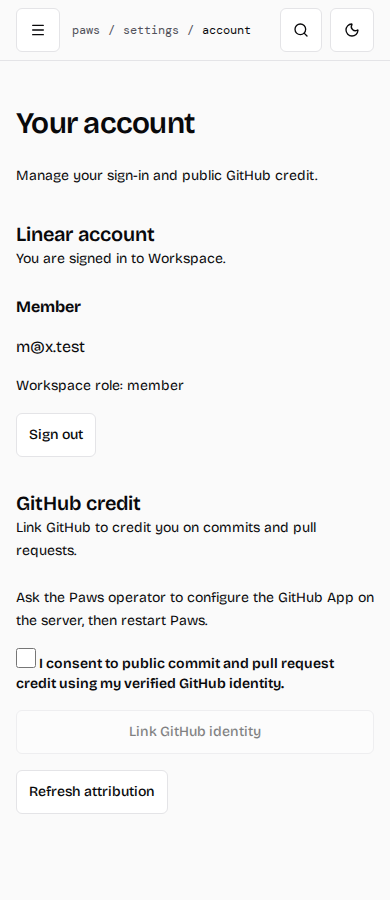 paws / settings / account
Your account
Manage your sign-in and public GitHub credit.
Linear account
You are signed in to Workspace.
Member
m@x.test
Workspace role: member
Sign out
GitHub credit
Link GitHub to credit you on commits and pull
requests.
Ask the Paws operator to configure the GitHub App on
the server, then restart Paws.
I consent to public commit and pull request
credit using my verified GitHub identity.
Link GitHub identity
Refresh attribution